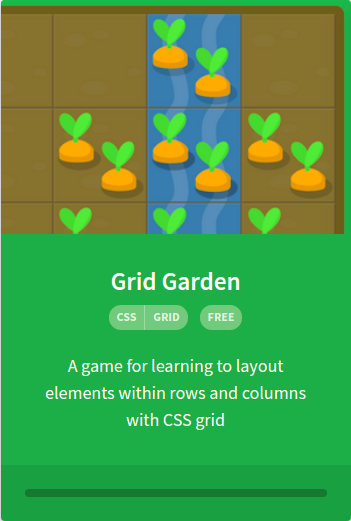 Grid Garden
CSS GRID FREE
A game for learning to layout
elements within rows and columns
with CSS grid